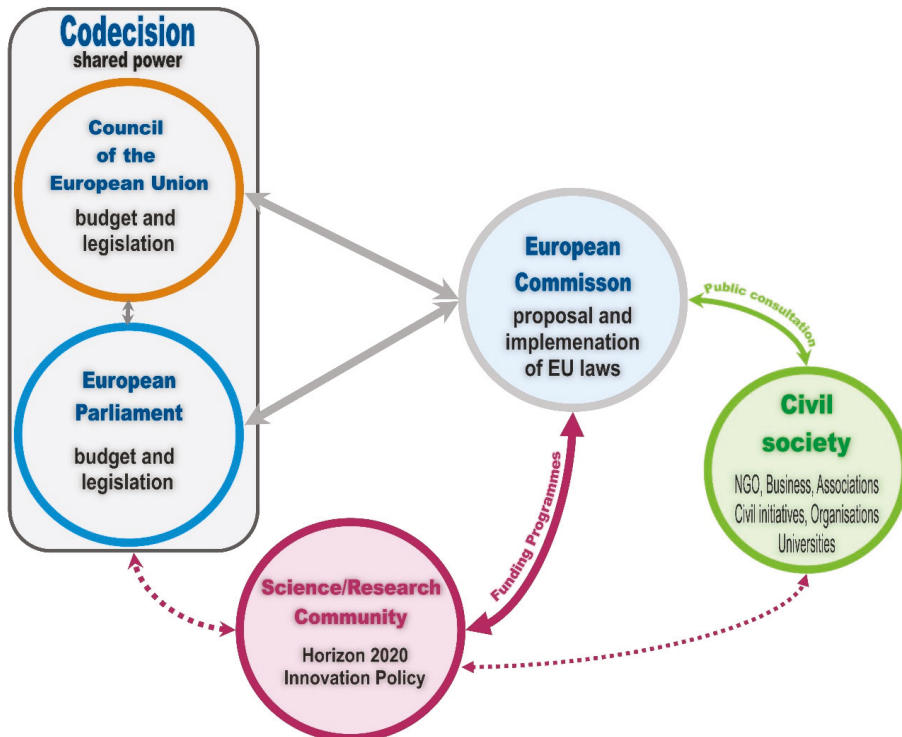 Codecision
shared power
Council
of the
European Union
budget and
legislation
European
Parliament
budget and
legislation
European
Commisson
proposal and
implemenation
of EU laws
Public consultation
Civil
society
NGO, Business, Associations
Civil initiatives, Organisations
Universities
Funding Programmes
Science/Research
Community
Horizon 2020
Innovation Policy